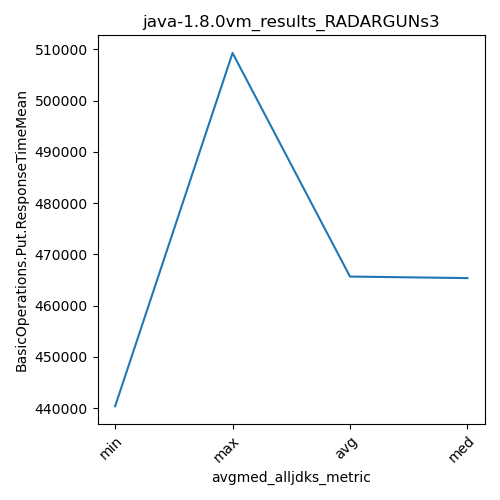 java-1.8.0vm_results_RADARGUNs3
BasicOperations.Put.ResponseTimeMean
510000
500000
490000
480000
470000
460000
450000
440000
min
max
avg
med
avgmed_alljdks_metric